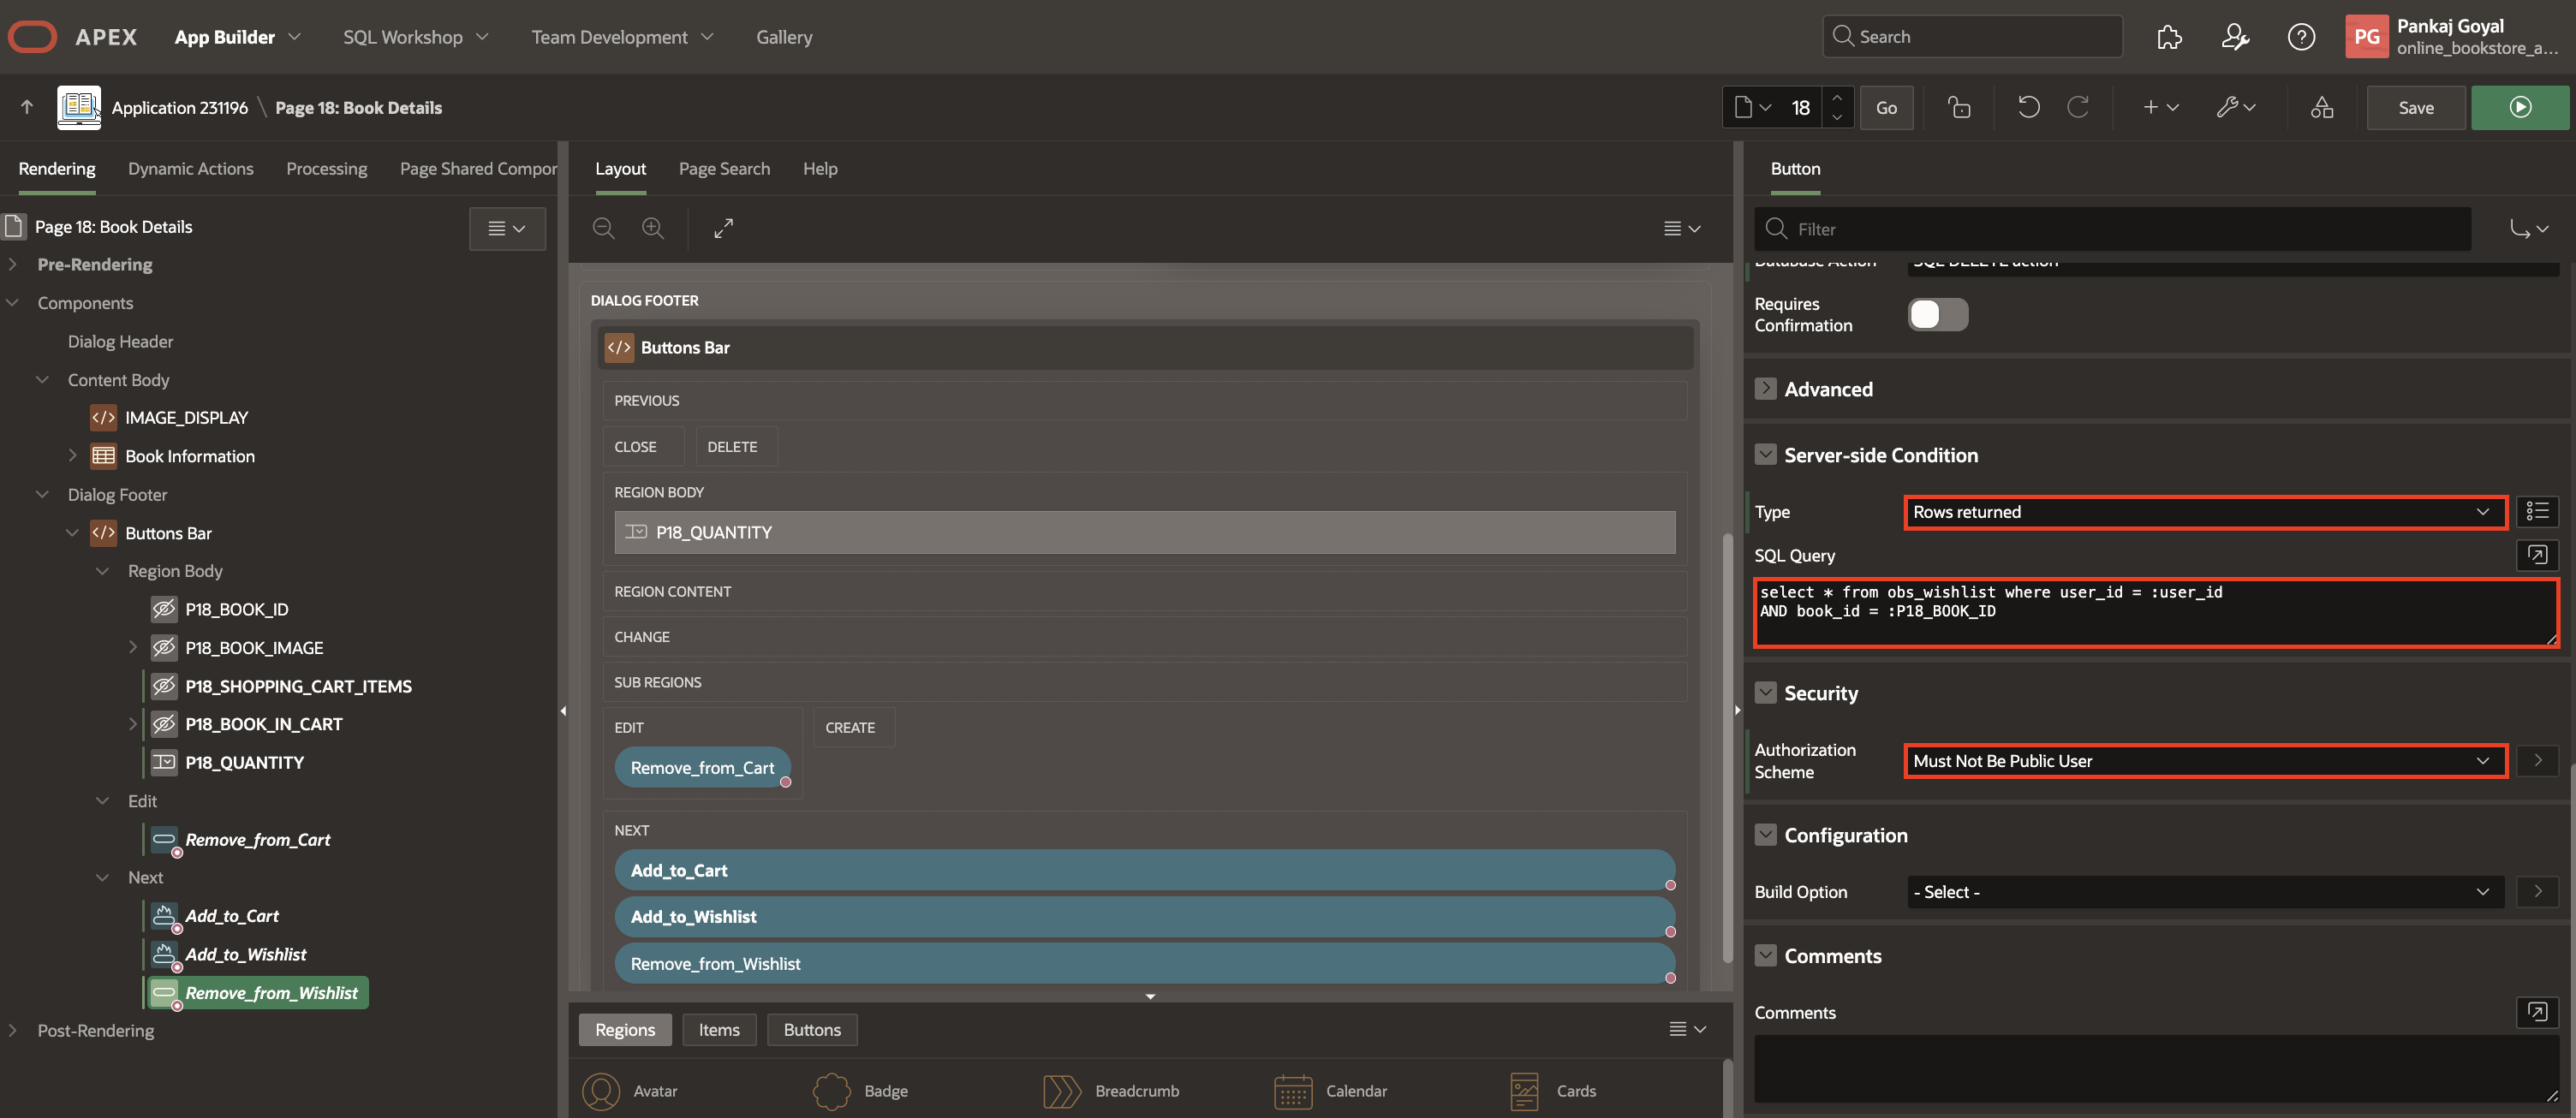 APEX
App Builder
SQL Workshop
Team Development
Gallery
Search
PG
Pankaj Goyal
online_bookstore_a...
Application 231196 \ Page 18: Book Details
18
Go
Save
Rendering
Dynamic Actions
Processing
Page Shared Compor
Page 18: Book Details
Pre-Rendering
Components
Dialog Header
Content Body
IMAGE_DISPLAY
Book Information
Dialog Footer
Buttons Bar
Region Body
P18_BOOK_ID
P18_BOOK_IMAGE
P18_SHOPPING_CART_ITEMS
P18_BOOK_IN_CART
P18_QUANTITY
Edit
Remove_from_Cart
Next
Add_to_Cart
Add_to_Wishlist
Remove_from_Wishlist
Post-Rendering
Layout
Page Search
Help
DIALOG FOOTER
Buttons Bar
PREVIOUS
CLOSE
DELETE
REGION BODY
P18_QUANTITY
REGION CONTENT
CHANGE
SUB REGIONS
EDIT
CREATE
Remove_from_Cart
NEXT
Add_to_Cart
Add_to_Wishlist
Remove_from_Wishlist
Regions
Items
Buttons
Avatar
Badge
Breadcrumb
Calendar
Cards
Button
Filter
Database Action
SQL DELETE action
Requires
Confirmation
Advanced
Server-side Condition
Type
Rows returned
SQL Query
select * from obs_wishlist where user_id = :user_id
AND book_id = :P18_BOOK_ID
Security
Authorization
Scheme
Must Not Be Public User
Configuration
Build Option
- Select -
Comments
Comments